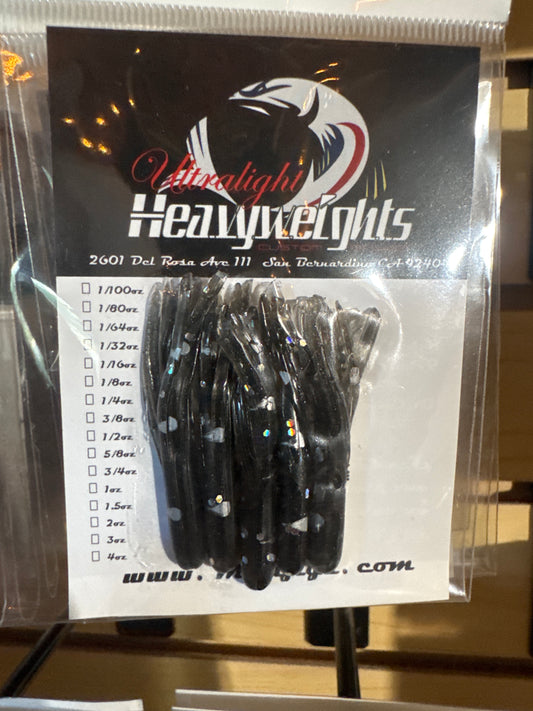 Ultralight
Heavyweights
CUSTOM
2601 Del Rosa Ave 111 San Bernardino CA 9240
1/100oz
1/80oz
1/64oz
1/32oz
1/16oz
1/8oz
1/4oz
3/8oz
1/2oz
5/8oz
3/4oz
1oz
1.5oz
2oz
3oz
4oz
www. .com